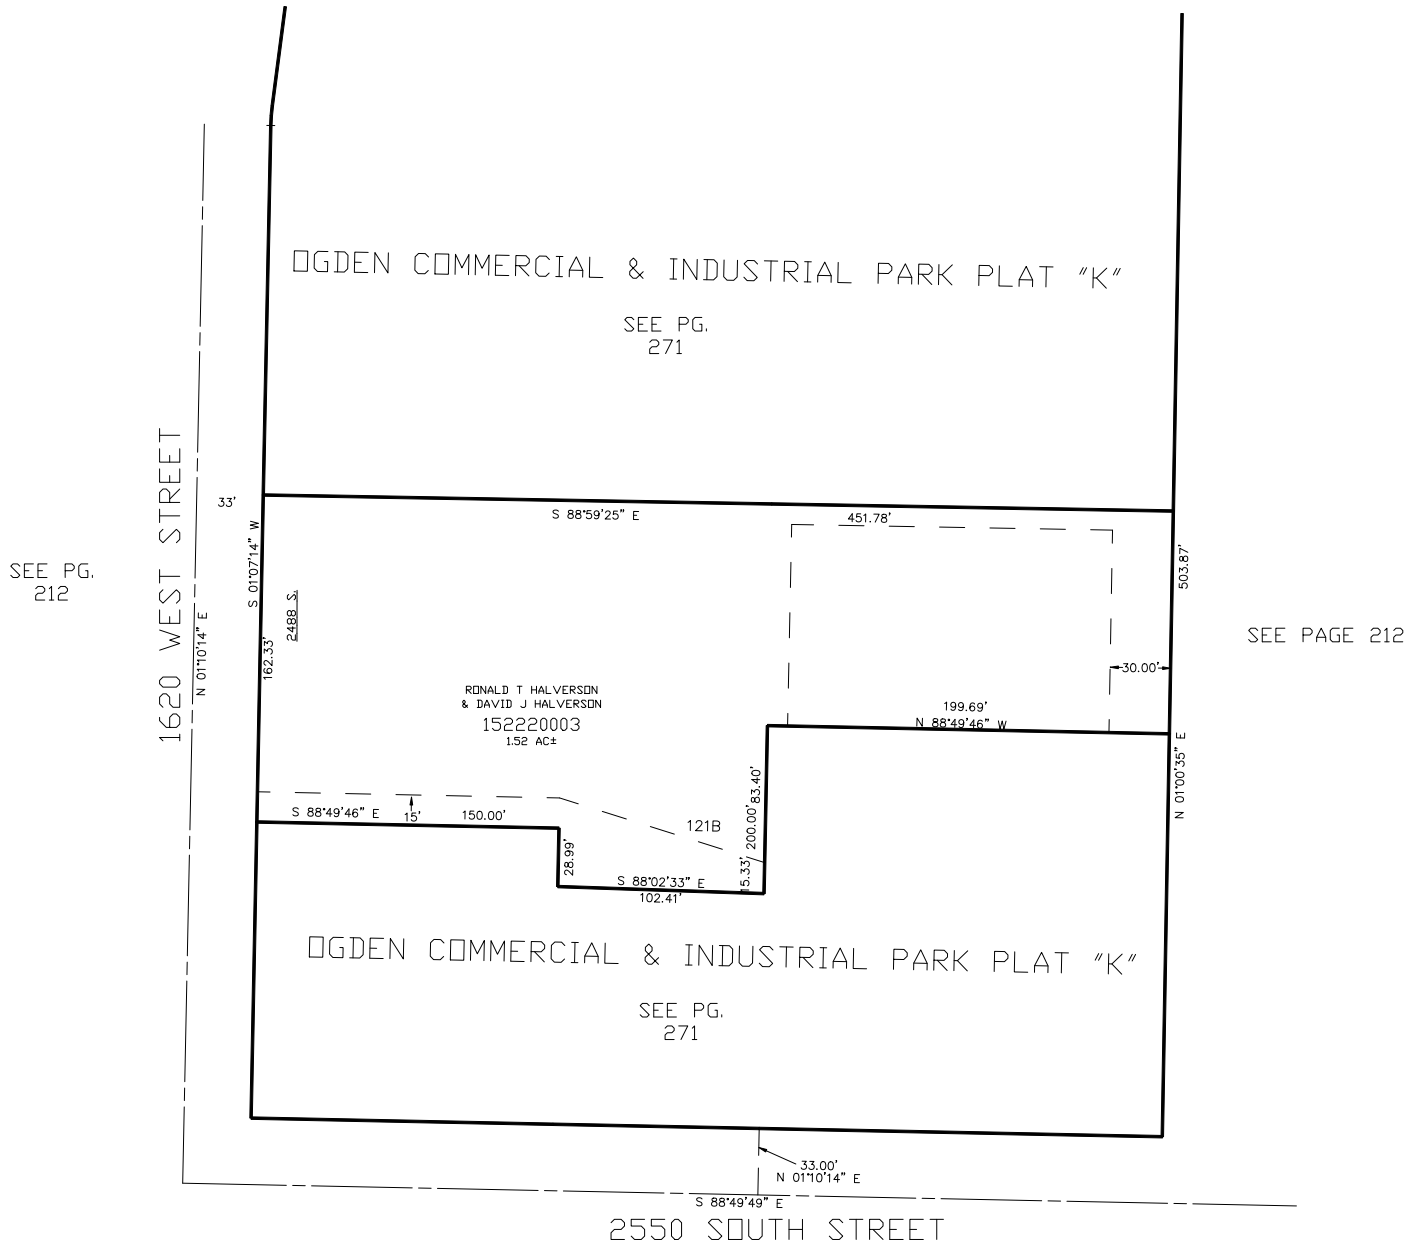 OGDEN COMMERCIAL & INDUSTRIAL PARK PLAT "K"
SEE PG.
271
33'
S 88°59'25" E
451.78'
S 01°07'14" W
162.33'
2488 S.
503.87'
SEE PG.
212
1620 WEST STREET
N 01°10'14" E
SEE PAGE 212
30.00'
RONALD T HALVERSON
& DAVID J HALVERSON
152220003
1.52 AC±
199.69'
N 88°49'46" W
N 01°00'35" E
S 88°49'46" E
15'
150.00'
121B
200.00'
83.40'
15.33'
28.99'
S 88°02'33" E
102.41'
OGDEN COMMERCIAL & INDUSTRIAL PARK PLAT "K"
SEE PG.
271
33.00'
N 01°10'14" E
S 88°49'49" E
2550 SOUTH STREET